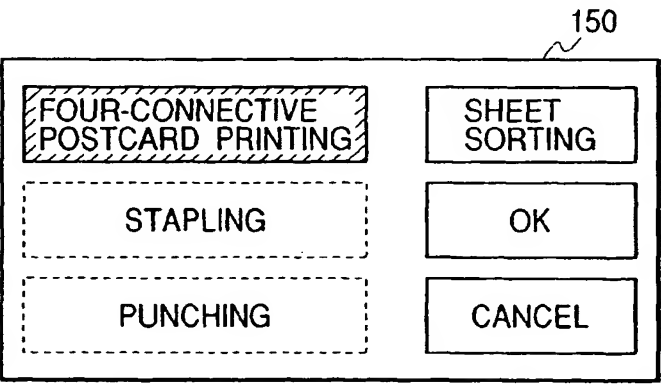 150
FOUR-CONNECTIVE
POSTCARD PRINTING
SHEET
SORTING
STAPLING
OK
PUNCHING
CANCEL